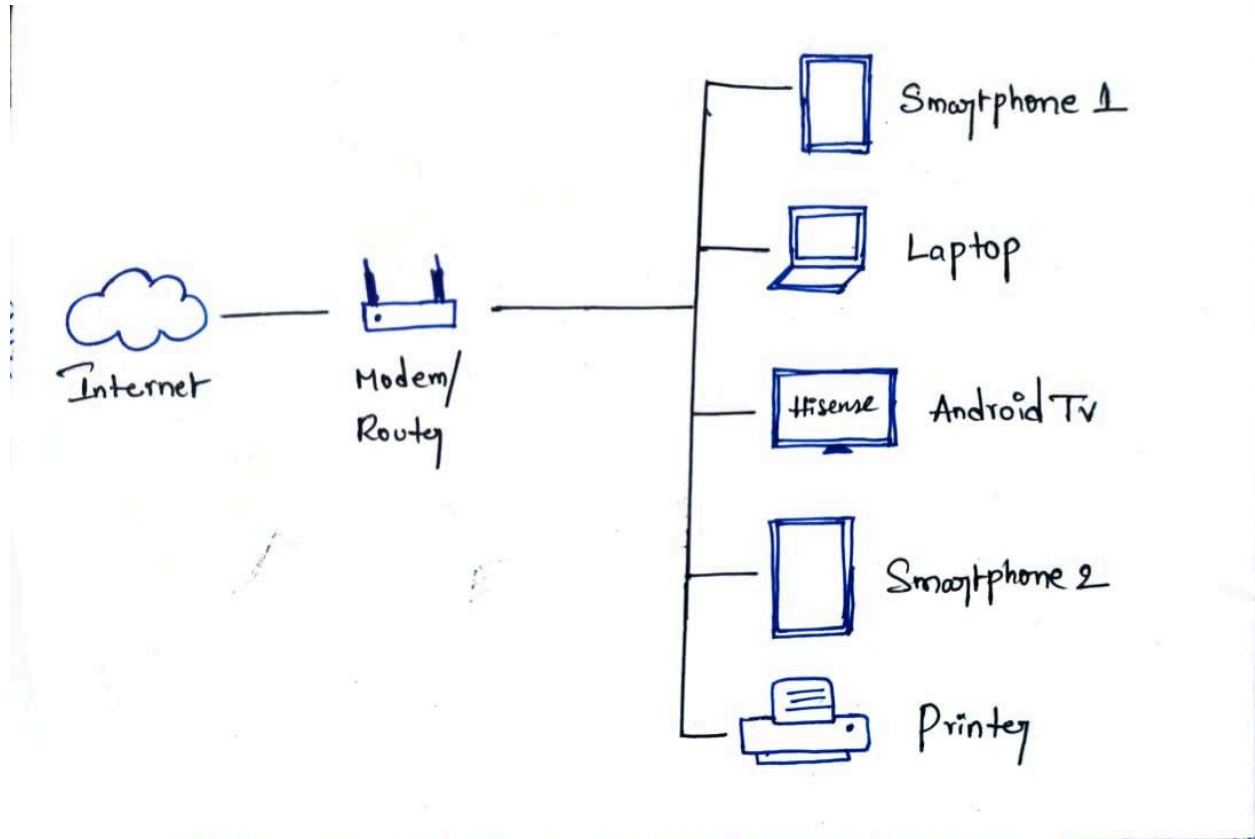 Smartphone 1
Laptop
Internet
Modem/
Router
Hisense
Android Tv
Smartphone 2
Printer